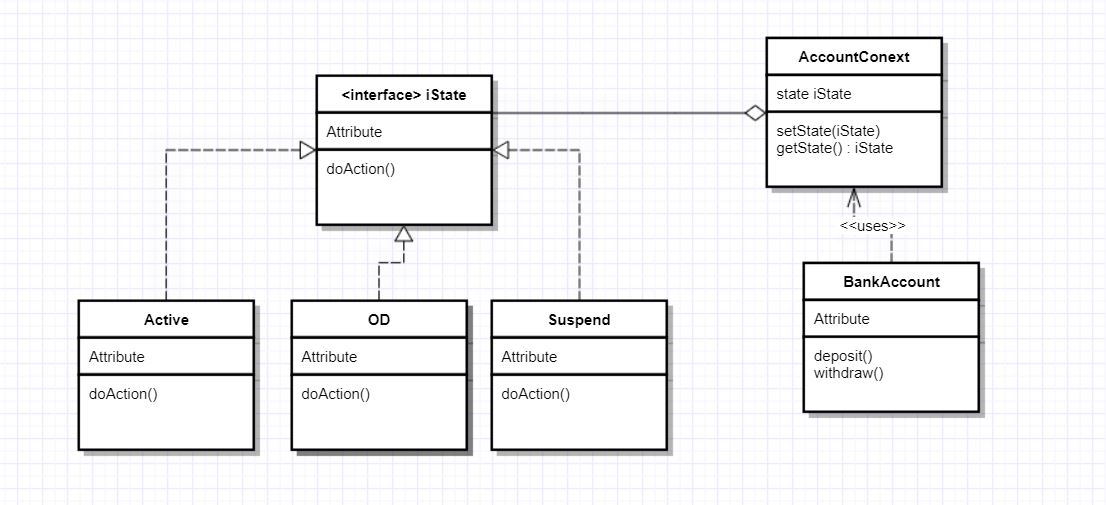 <interface> iState
Attribute
doAction()
AccountConext
state iState
setState(iState)
getState() : iState
<<uses>>
BankAccount
Attribute
deposit()
withdraw()
Active
Attribute
doAction()
OD
Attribute
doAction()
Suspend
Attribute
doAction()